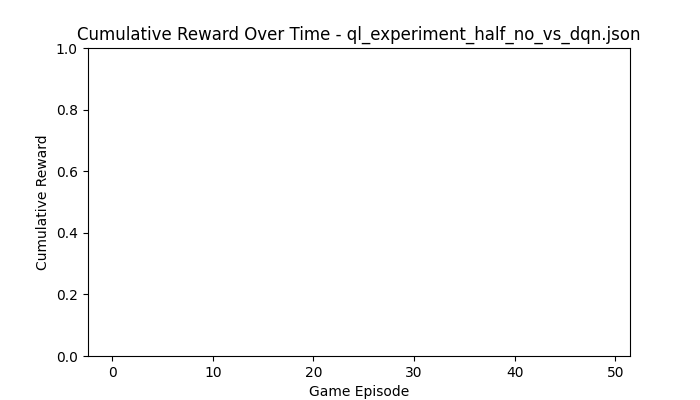 Cumulative Reward Over Time - ql_experiment_half_no_vs_dqn.json
1.0
0.8
0.6
0.4
0.2
0.0
Cumulative Reward
0 10 20 30 40 50
Game Episode